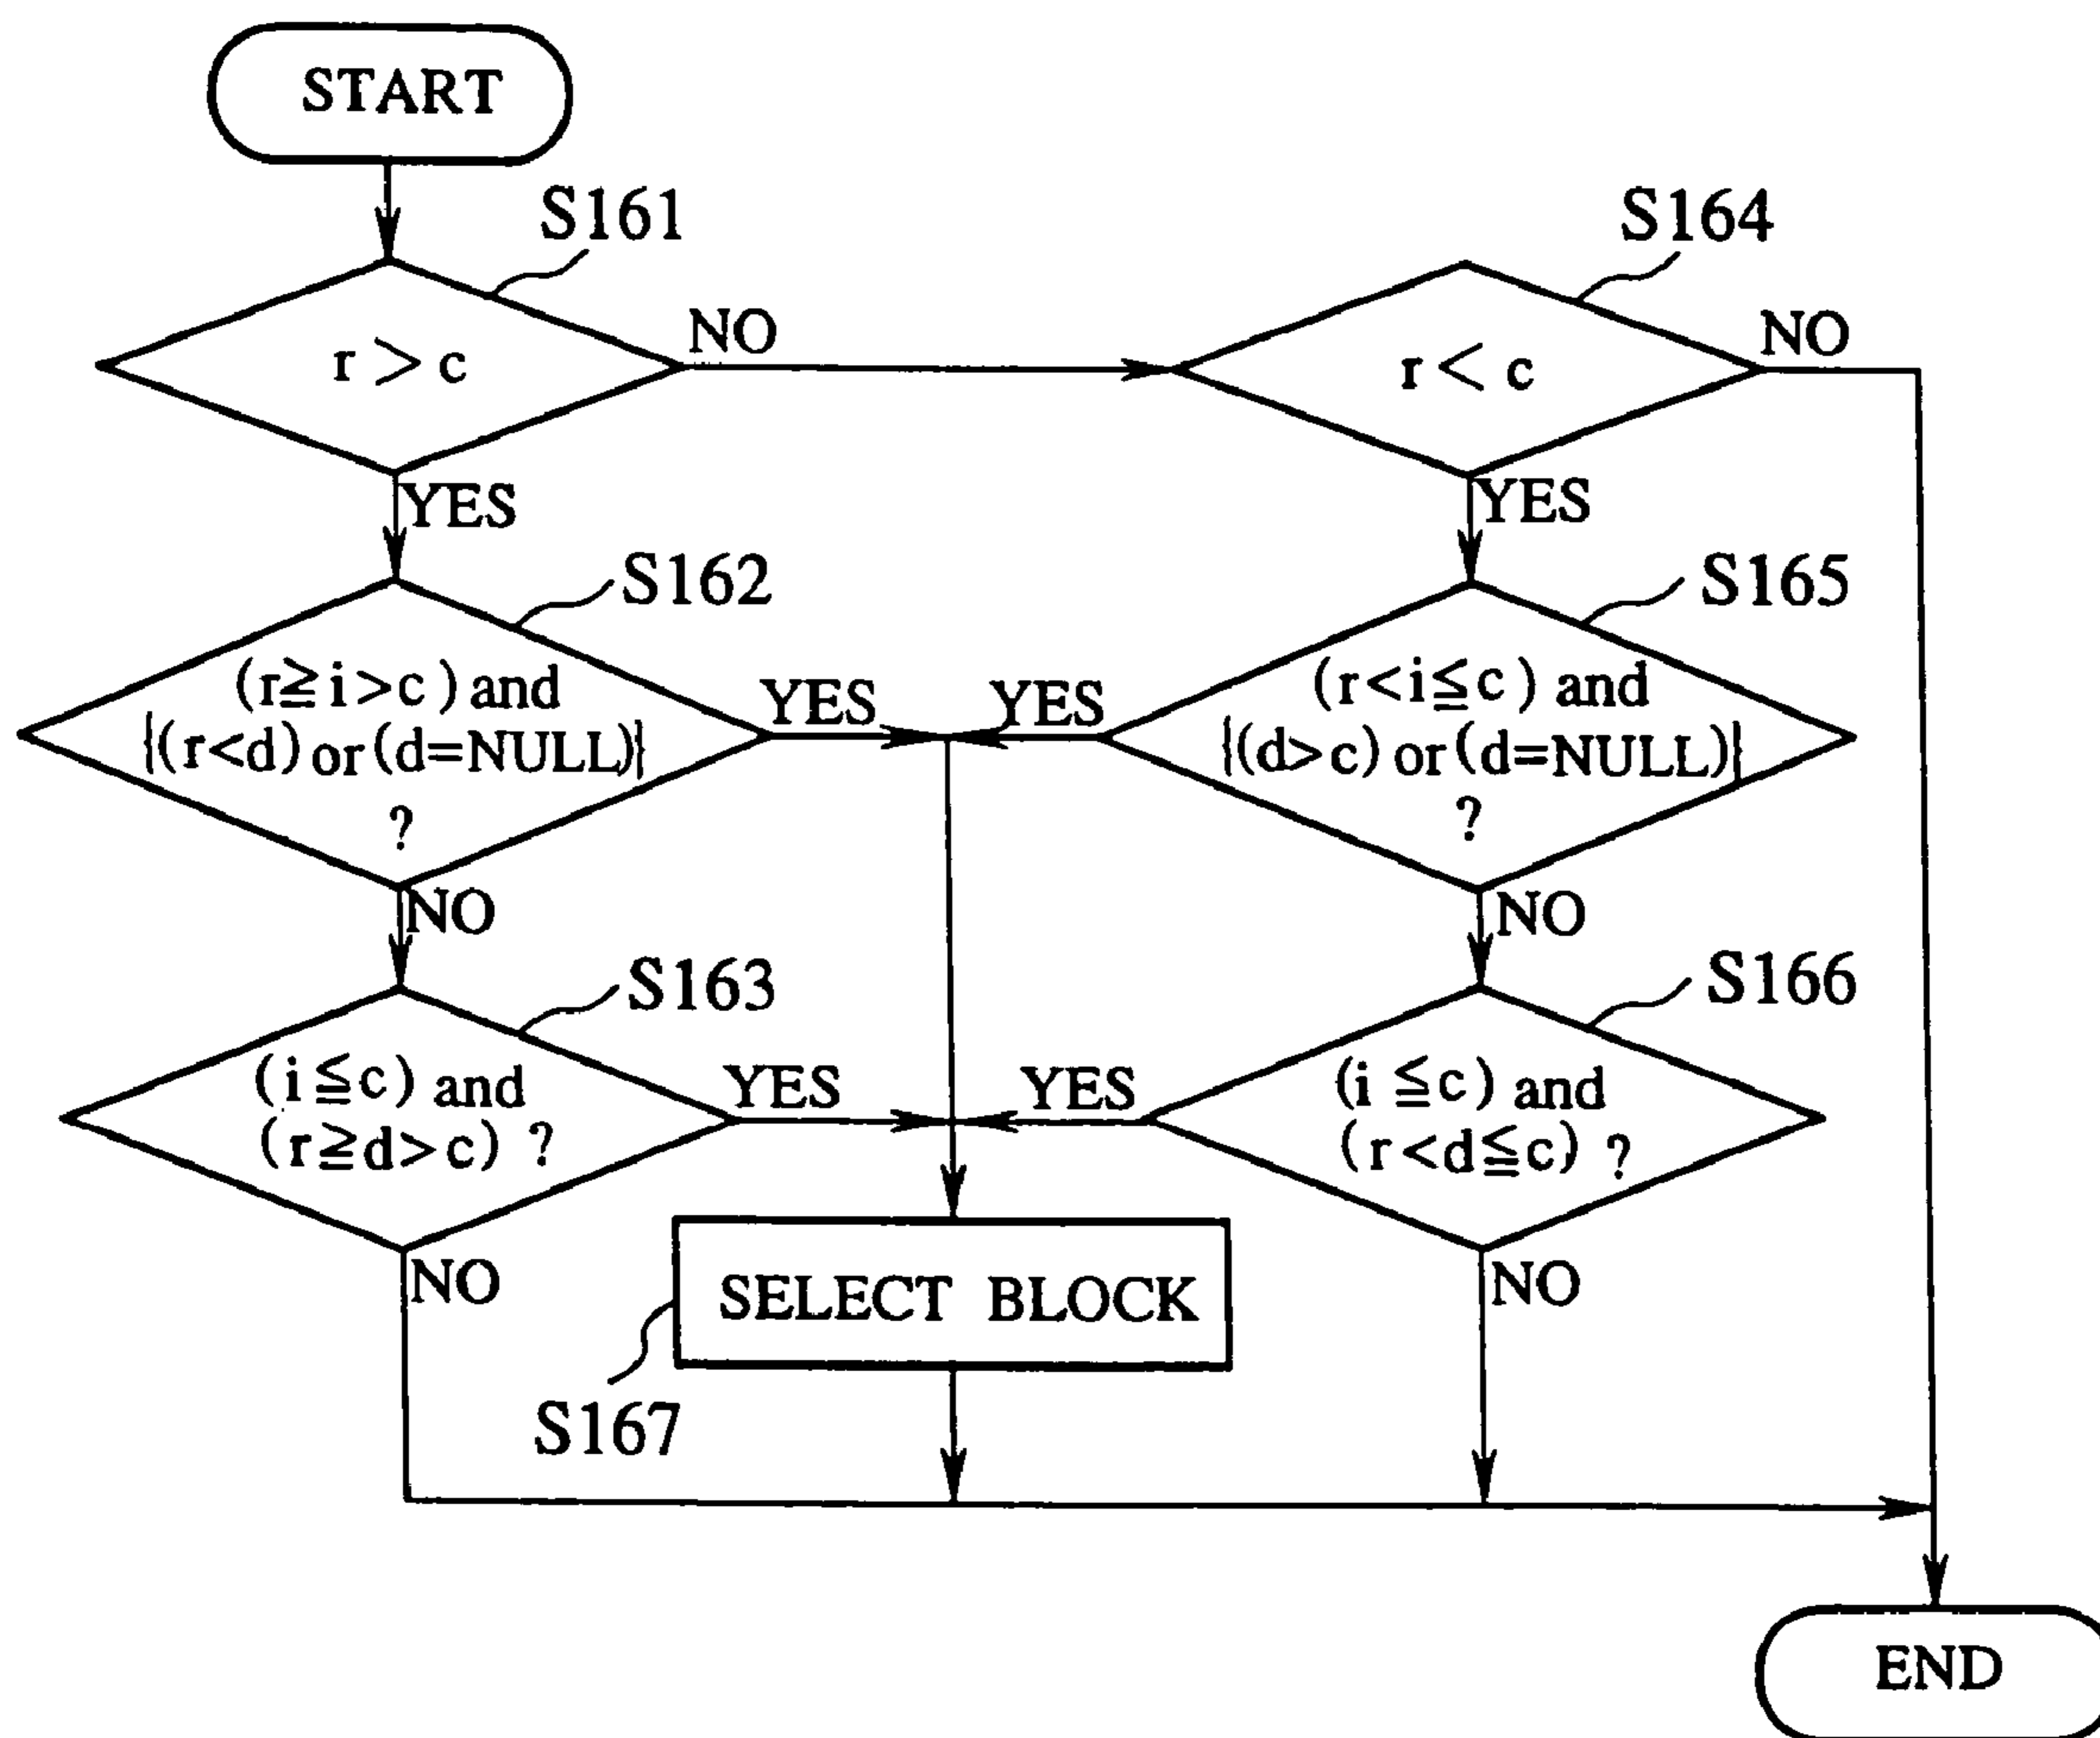 START
S161
r > c
NO
YES
S164
r < c
NO
YES
S162
(r≧i>c) and
{(r<d) or (d=NULL)}
?
YES
NO
S165
(r<i≦c) and
{(d>c) or (d=NULL)}
?
YES
NO
S163
(i≦c) and
(r≧d>c) ?
YES
NO
S166
(i≦c) and
(r<d≦c) ?
YES
NO
SELECT BLOCK
S167
END